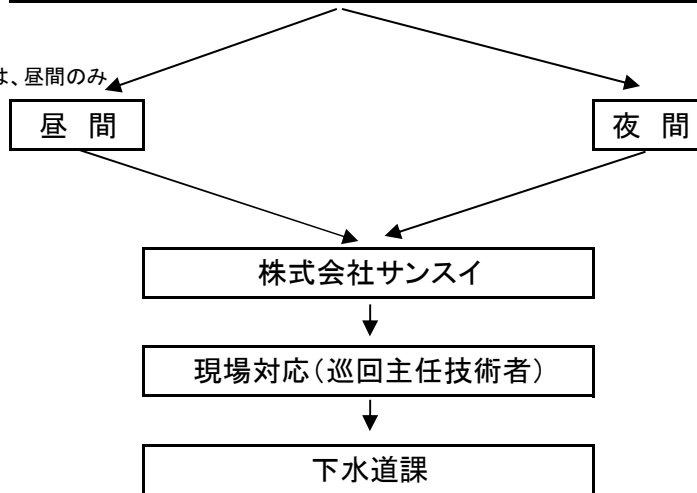 は、昼間のみ
昼 間
夜 間
株式会社サンスイ
現場対応(巡回主任技術者)
下水道課